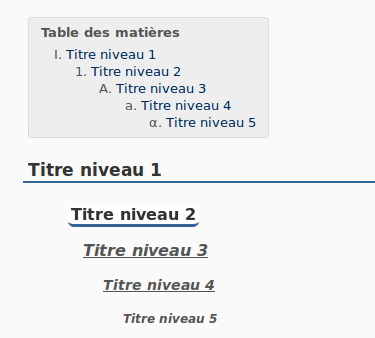 Table des matières
I. Titre niveau 1
1. Titre niveau 2
A. Titre niveau 3
a. Titre niveau 4
α. Titre niveau 5
Titre niveau 1
Titre niveau 2
Titre niveau 3
Titre niveau 4
Titre niveau 5